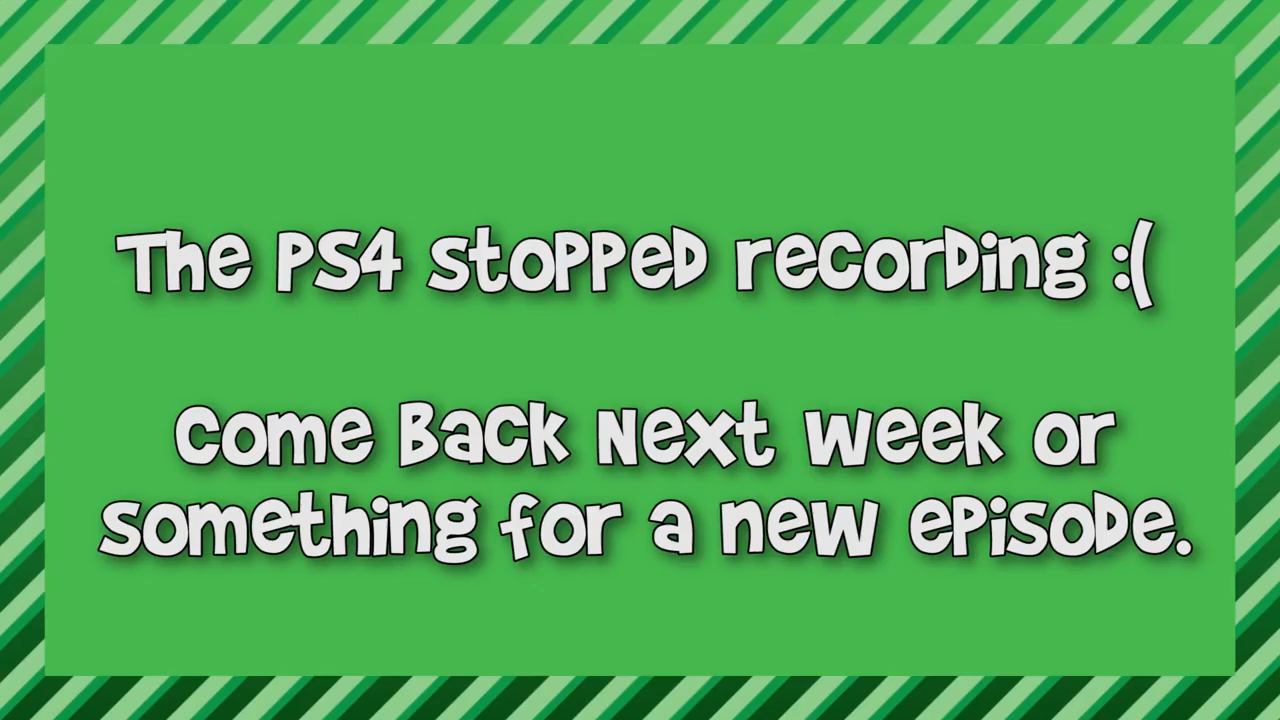 The PS4 stopped recording :(
Come back next week or
something for a new episode.